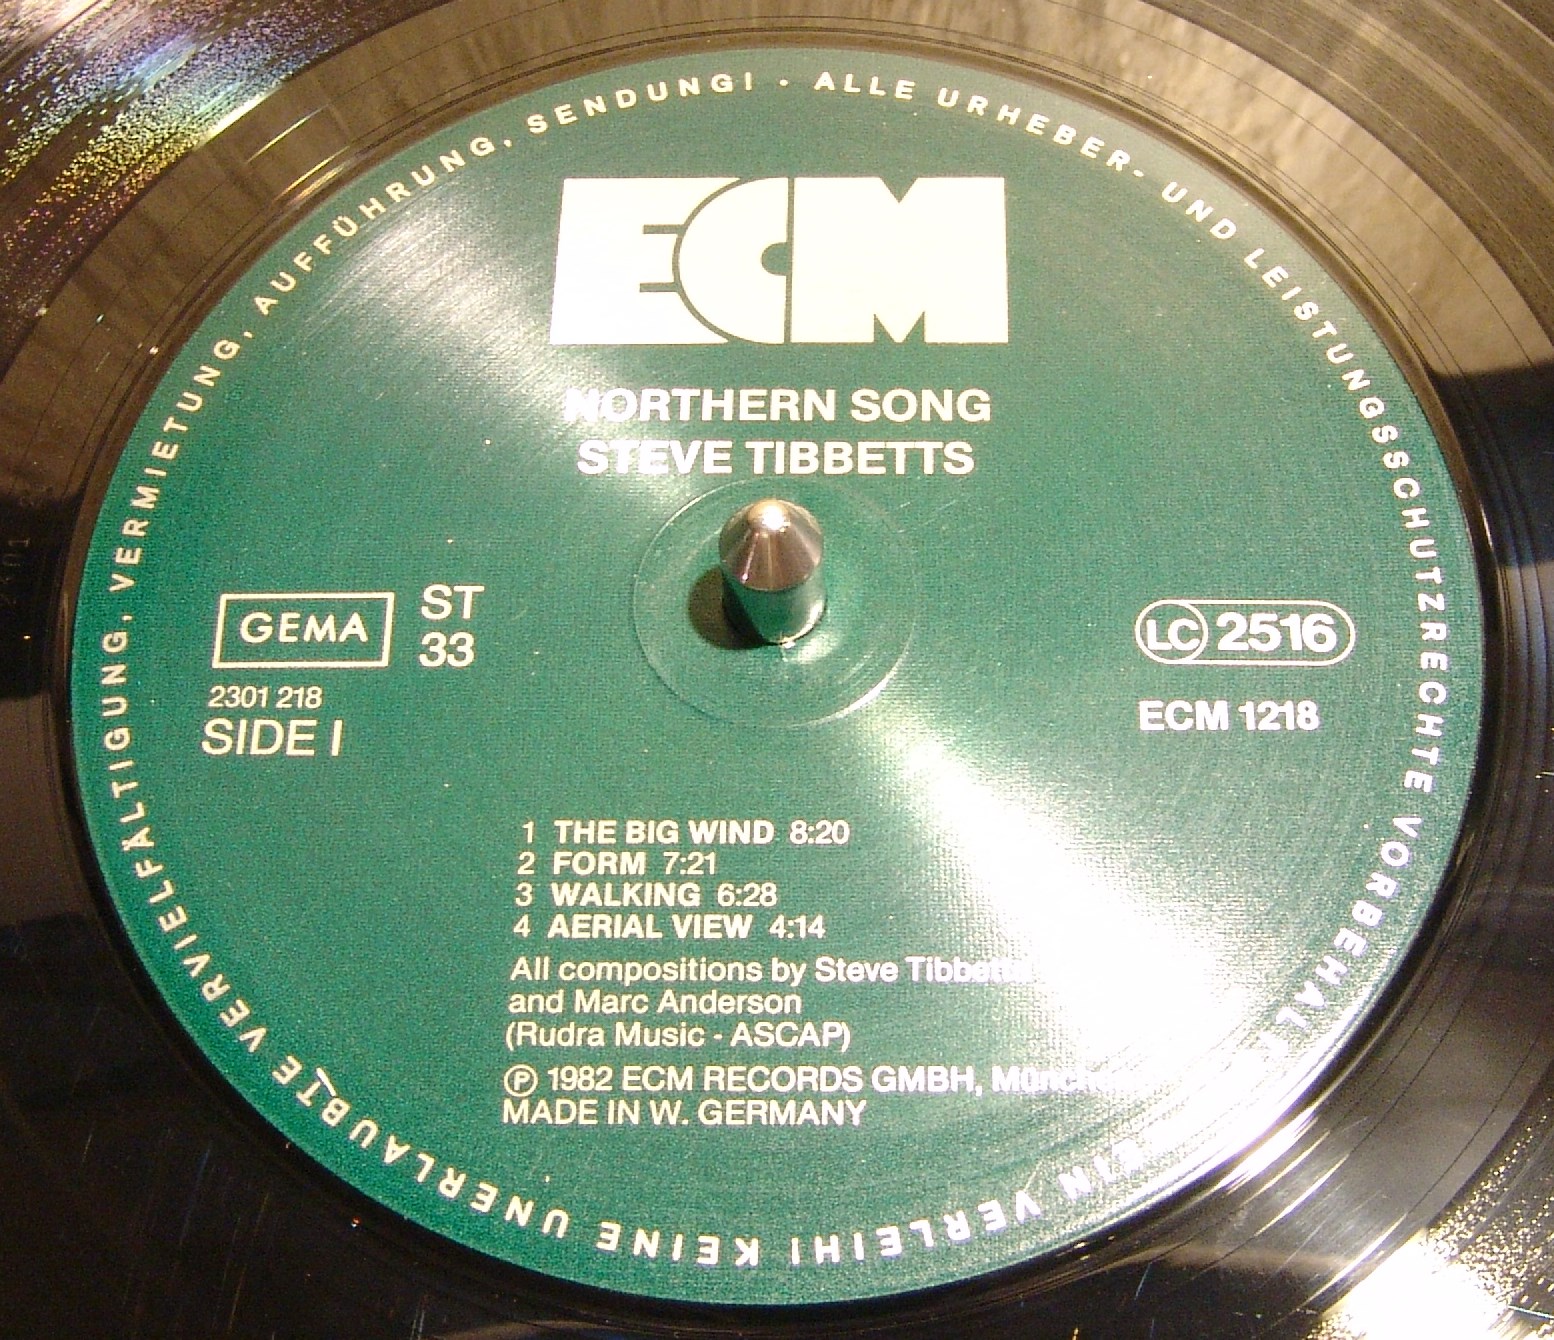 ECM
NORTHERN SONG
STEVE TIBBETTS
GEMA
ST
33
2301 218
SIDE I
LC 2516
ECM 1218
1 THE BIG WIND 8:20
2 FORM 7:21
3 WALKING 6:28
4 AERIAL VIEW 4:14
All compositions by Steve Tibbetts
and Marc Anderson
(Rudra Music - ASCAP)
Ⓟ 1982 ECM RECORDS GMBH,
MADE IN W. GERMANY
ALLE URHEBER- UND LEISTUNGSSCHUTZRECHTE VORBEHALTEN VERLEIH! KEINE UNERLAUBTE VERVIELFÄLTIGUNG, VERMIETUNG, AUFFÜHRUNG, SENDUNG! ·